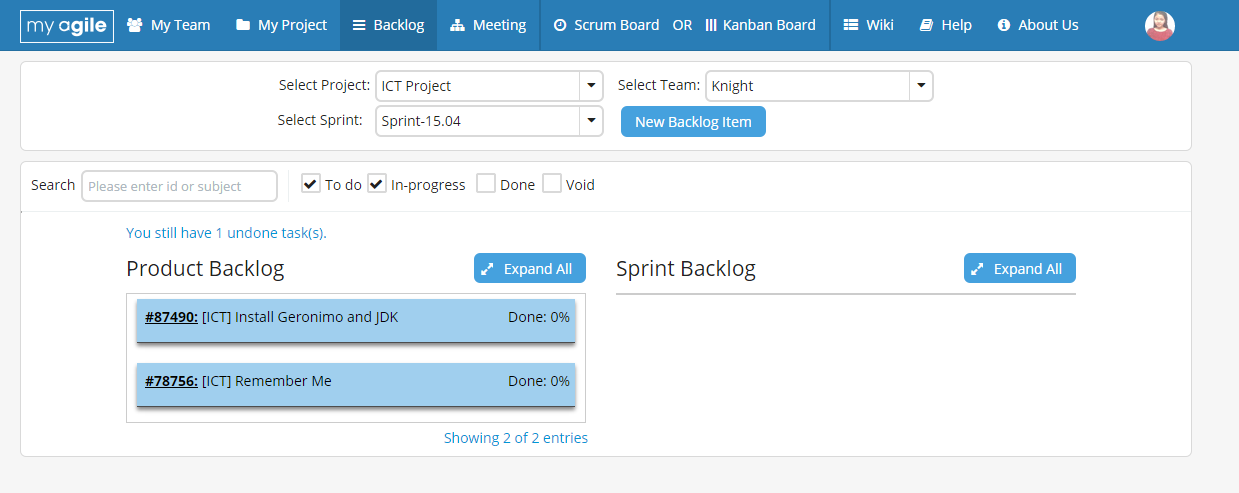 my agile My Team My Project Backlog Meeting Scrum Board OR Kanban Board Wiki Help About Us
Select Project: ICT Project Select Team: Knight
Select Sprint: Sprint-15.04 New Backlog Item
Search Please enter id or subject To do In-progress Done Void
You still have 1 undone task(s).
Product Backlog Expand All Sprint Backlog Expand All
#87490: [ICT] Install Geronimo and JDK Done: 0%
#78756: [ICT] Remember Me Done: 0%
Showing 2 of 2 entries